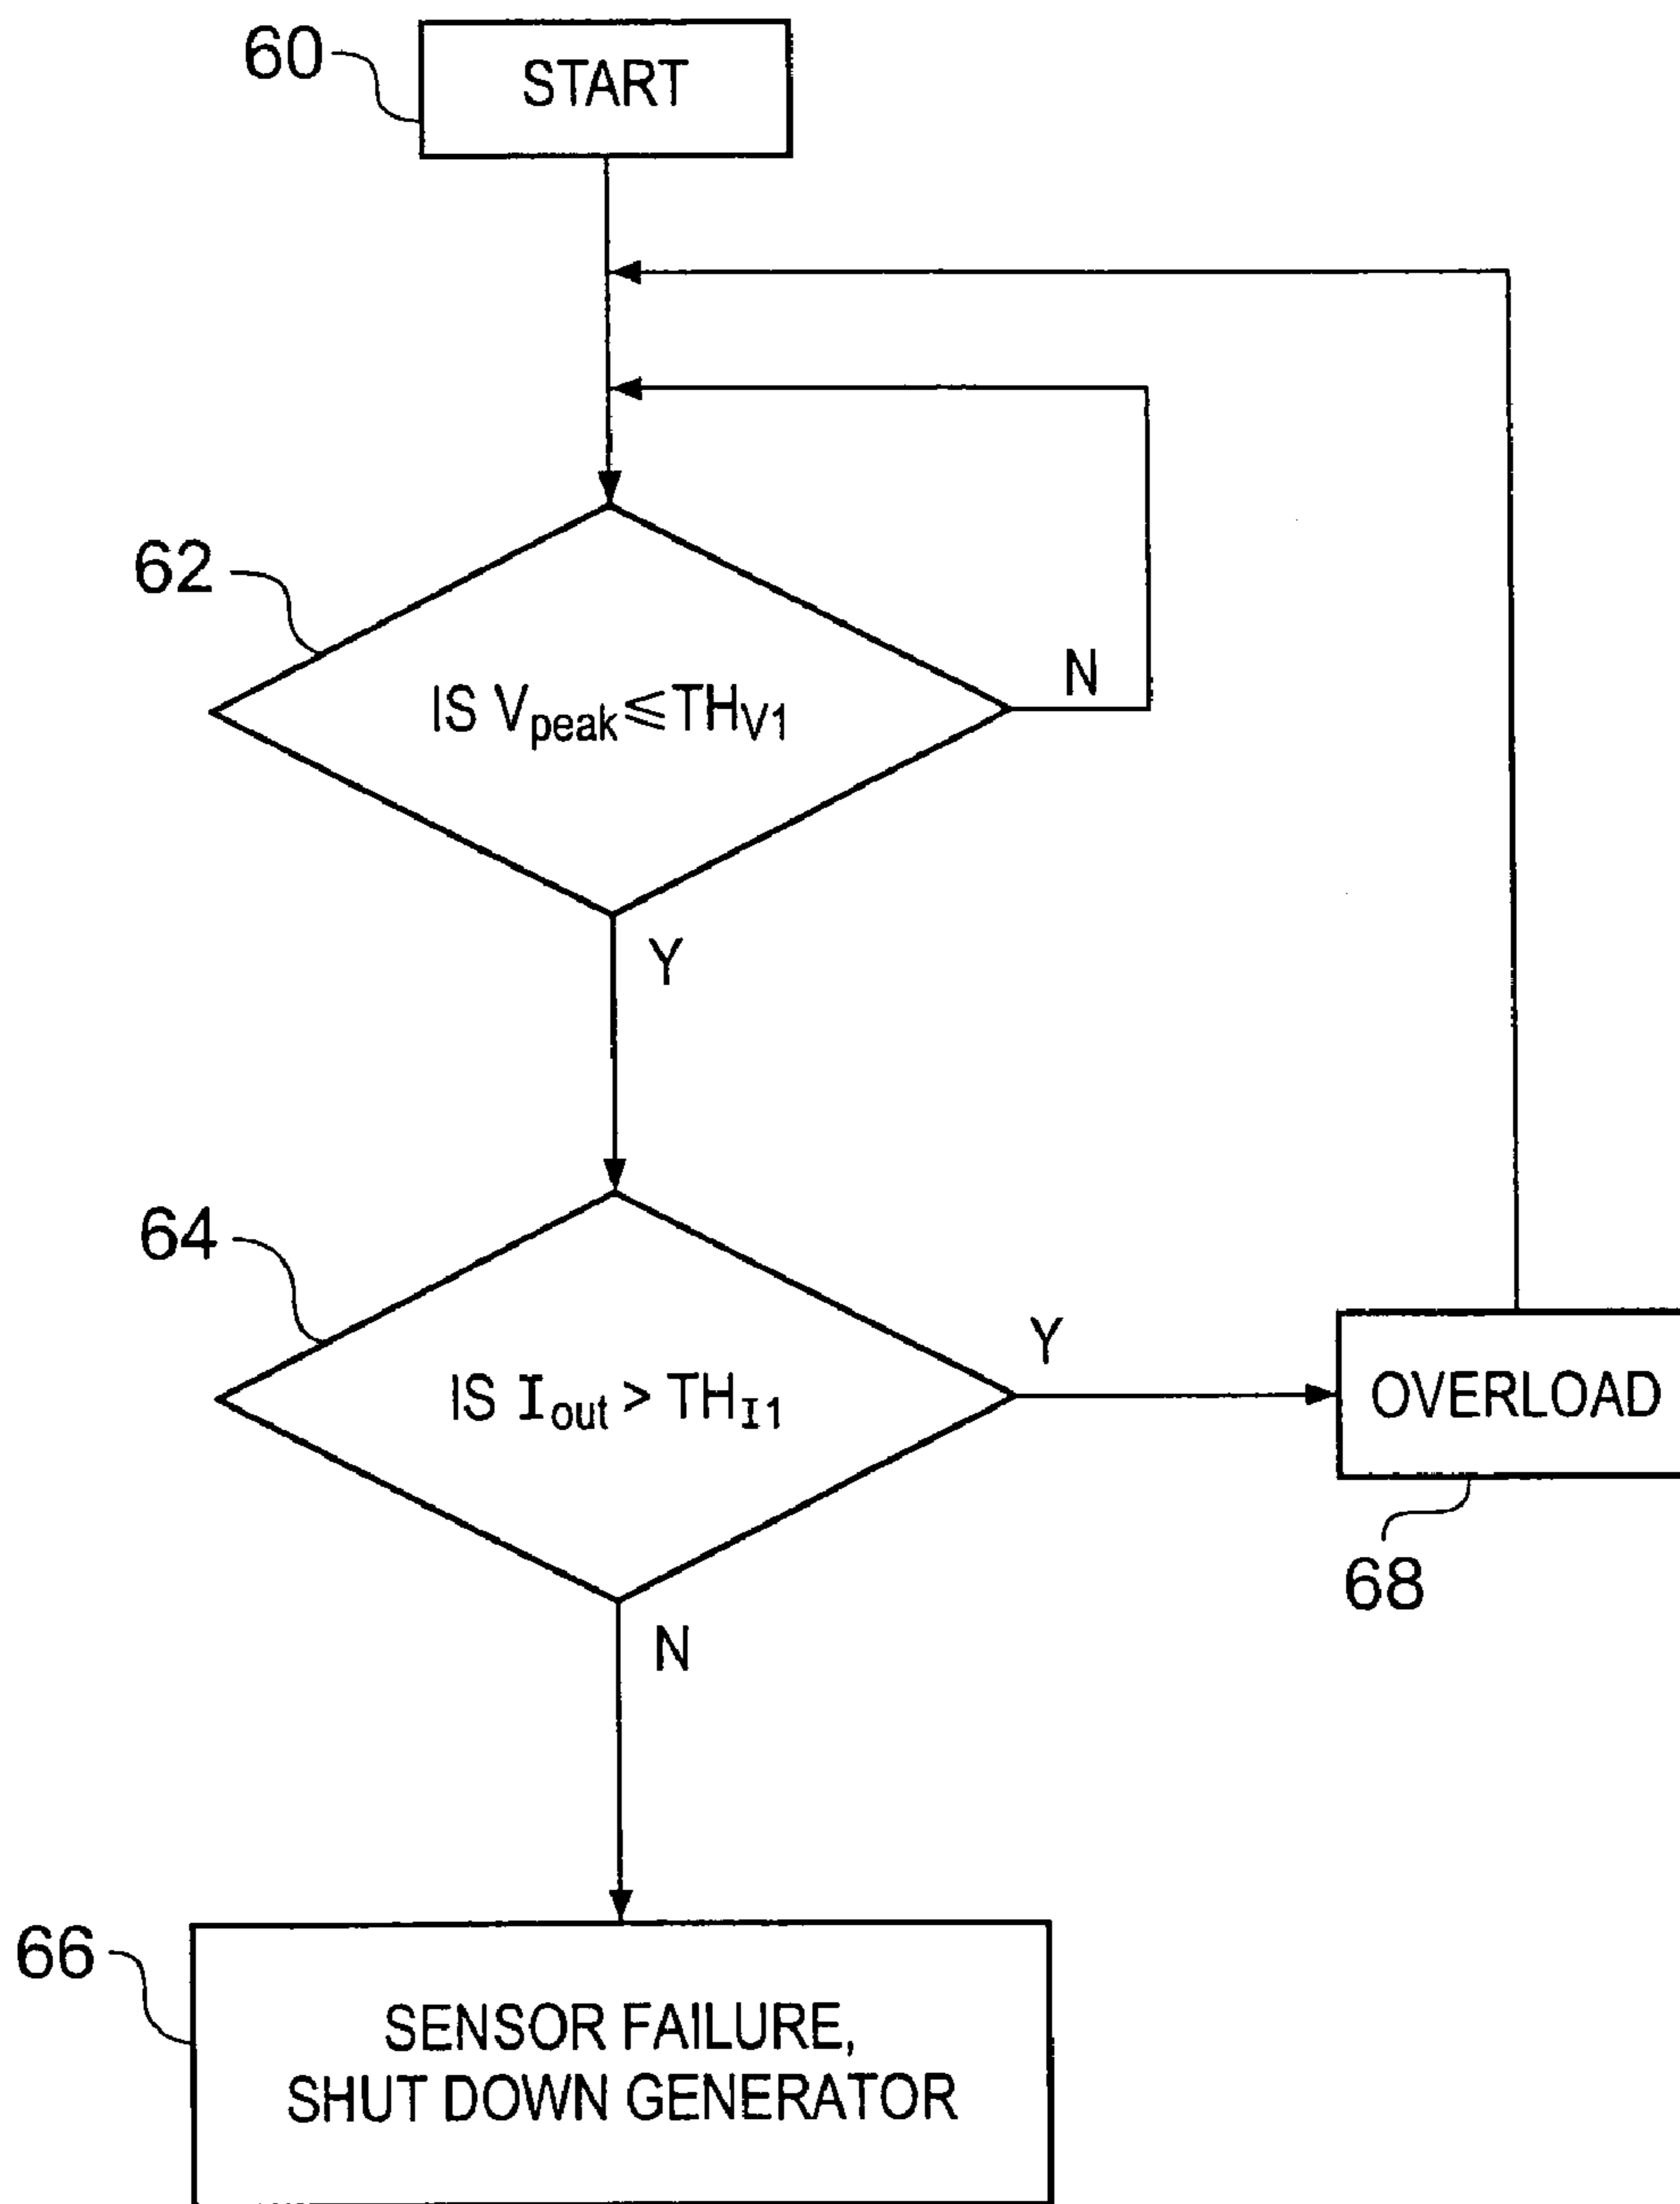 60
START
62
IS Vpeak ≤ THV1
N
Y
64
IS Iout > THI1
Y
OVERLOAD
68
N
66
SENSOR FAILURE,
SHUT DOWN GENERATOR